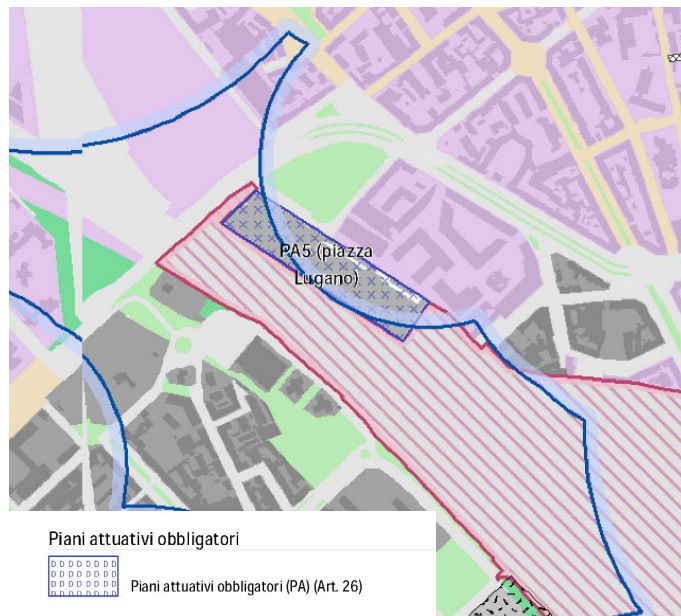 PA5 (piazza
Lugano)
Piani attuativi obbligatori
D D D D D D D
D D D D D D D
D D D D D D D
Piani attuativi obbligatori (PA) (Art. 26)